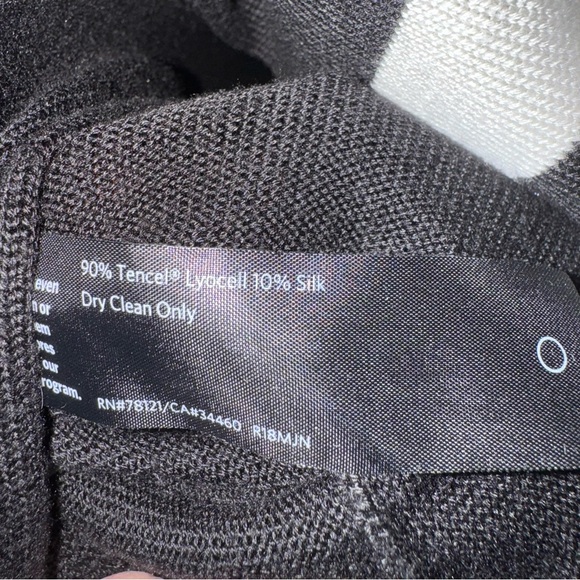 even
n or
em
res
our
rogram.
90% Tencel® Lyocell 10% Silk
Dry Clean Only
RN#78121/CA#34460 R18MJN